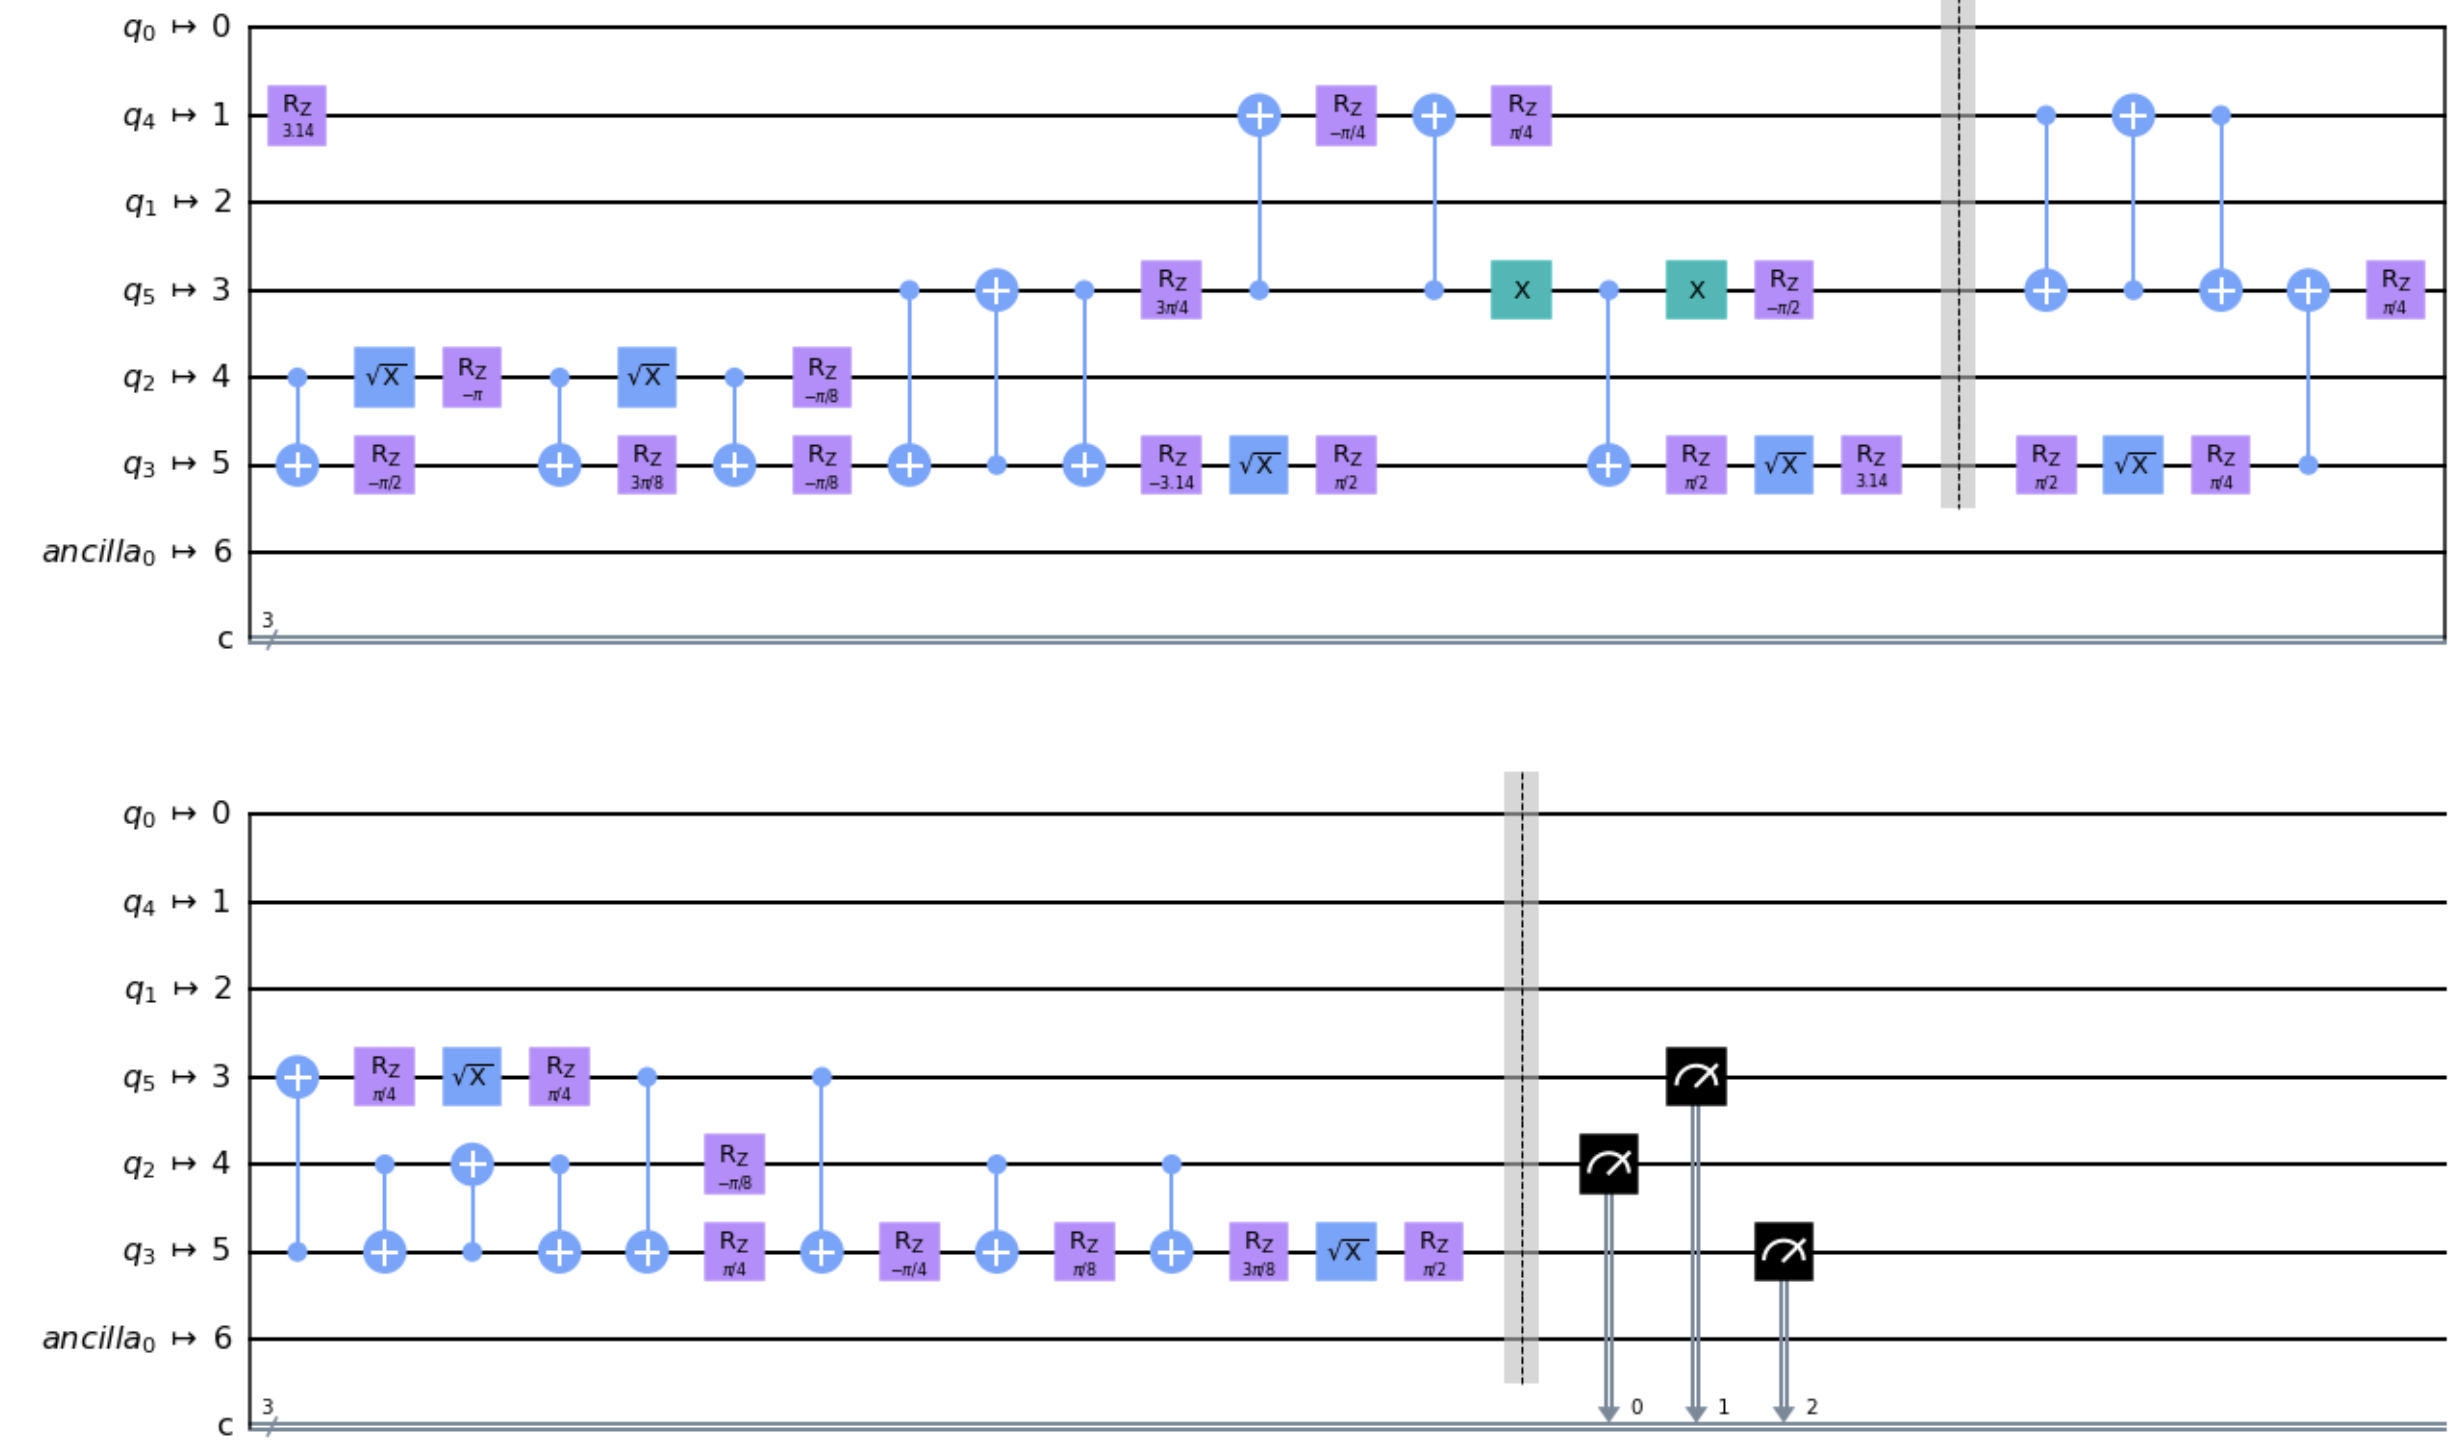 q0 ↦ 0
RZ 3.14 RZ −π/4 RZ π/4
q4 ↦ 1
q1 ↦ 2
q5 ↦ 3 RZ 3π/4 X X RZ −π/2 RZ π/4
q2 ↦ 4 √X RZ −π √X RZ −π/8
q3 ↦ 5 RZ −π/2 RZ 3π/8 RZ −π/8 RZ −3.14 √X RZ π/2 RZ π/2 √X RZ 3.14 RZ π/2 √X RZ π/4
ancilla0 ↦ 6
c 3
q0 ↦ 0
q4 ↦ 1
q1 ↦ 2
q5 ↦ 3 RZ π/4 √X RZ π/4
q2 ↦ 4 RZ −π/8
q3 ↦ 5 RZ π/4 RZ −π/4 RZ π/8 RZ 3π/8 √X RZ π/2
ancilla0 ↦ 6
c 3 0 1 2